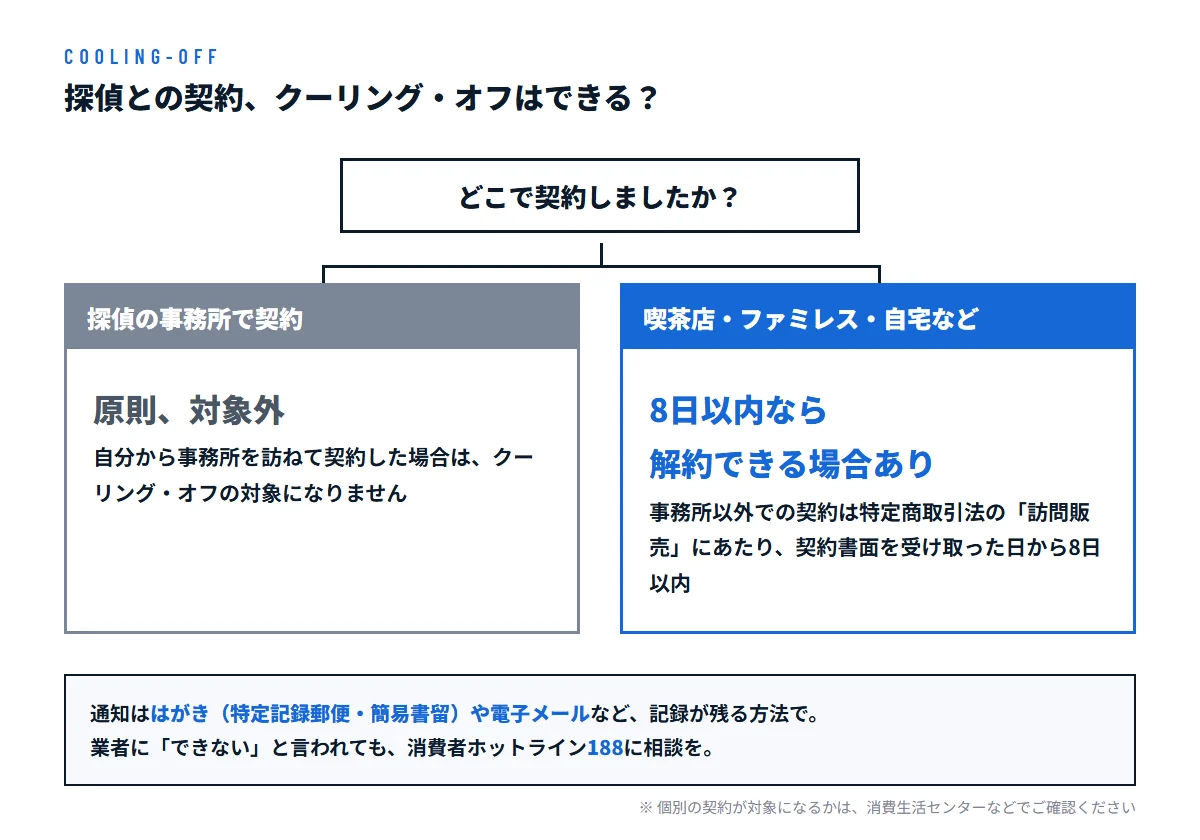 COOLING-OFF
探偵との契約、クーリング・オフはできる？
どこで契約しましたか？
探偵の事務所で契約
原則、対象外
自分から事務所を訪ねて契約した場合は、クー
リング・オフの対象になりません
喫茶店・ファミレス・自宅など
8日以内なら
解約できる場合あり
事務所以外での契約は特定商取引法の「訪問販
売」にあたり、契約書面を受け取った日から8日
以内
通知ははがき（特定記録郵便・簡易書留）や電子メールなど、記録が残る方法で。
業者に「できない」と言われても、消費者ホットライン188に相談を。
※ 個別の契約が対象になるかは、消費生活センターなどでご確認ください